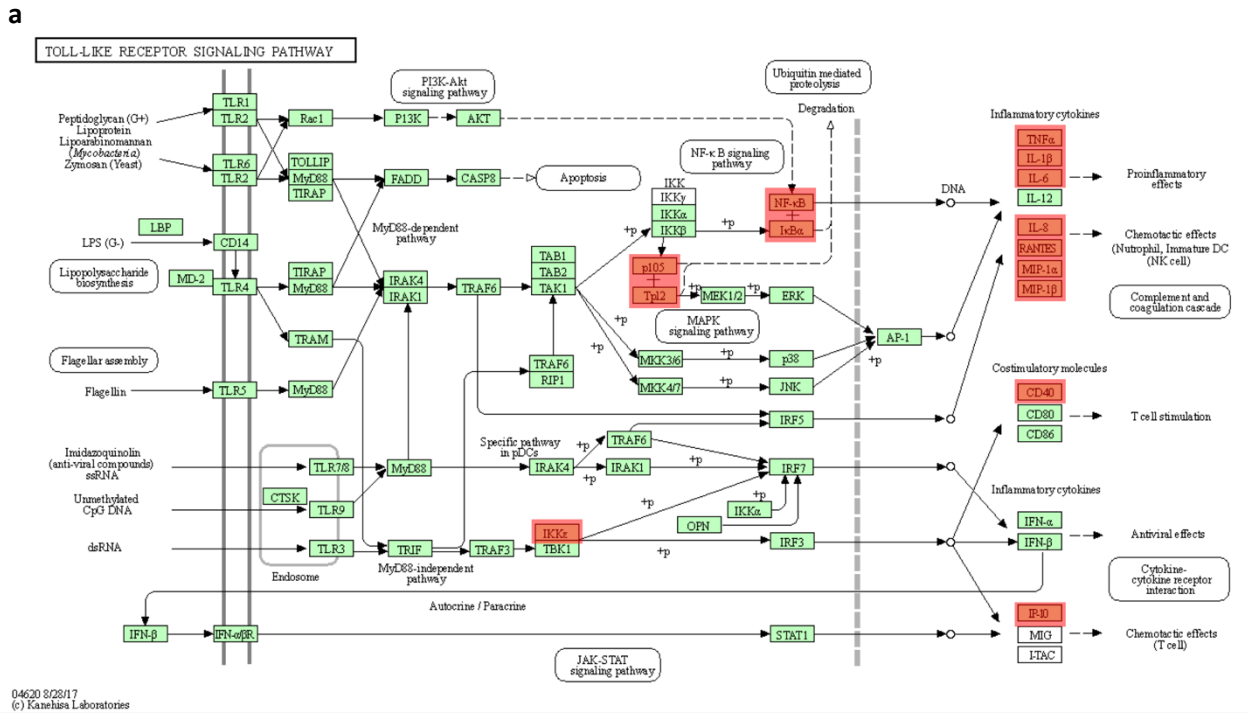 a
TOLL-LIKE RECEPTOR SIGNALING PATHWAY
PI3K-Akt
signaling pathway
Ubiquitin mediated
proteolysis
Degradation
Peptidoglycan (G+)
Lipoprotein
Lipoarabinomannan
(Mycobacteria)
Zymosan (Yeast)
TLR1
TLR2
Rac1
P13K
AKT
TLR6
TLR2
TOLLIP
MyD88
TIRAP
FADD
CASP8
Apoptosis
NF-κ B signaling
pathway
Inflammatory cytokines
TNFα
IL-1β
IL-6
IL-12
Proinflammatory
effects
IKK
IKKγ
IKKα
IKKβ
+p
NF-κB
IκBα
DNA
LBP
LPS (G-)
CD14
MyD88-dependent
pathway
IL-8
RANTES
MIP-1α
MIP-1β
Chemotactic effects
(Nutrophil, Immature DC
(NK cell)
Lipopolysaccharide
biosynthesis
MD-2
TLR4
TIRAP
MyD88
IRAK4
IRAK1
TRAF6
TAB1
TAB2
TAK1
+p
p105
Tpl2
+p
MEK1/2
+p
ERK
Complement and
coagulation cascade
MAPK
signaling pathway
TRAM
AP-1
+p
+p
+p
Flagellar assembly
TRAF6
RIP1
MKK3/6
+p
p38
Flagellin
TLR5
MyD88
MKK4/7
+p
JNK
Costimulatory molecules
CD40
CD80
CD86
T cell stimulation
IRF5
Imidazoquinolin
(anti-viral compounds)
ssRNA
TLR7/8
MyD88
Specific pathway
in pDCs
+p
TRAF6
IRAK4
+p
IRAK1
+p
IRF7
Unmethylated
CpG DNA
CTSK
TLR9
+p
+p
IKKα
OPN
Inflammatory cytokines
IFN-α
IFN-β
Antiviral effects
dsRNA
TLR3
TRIF
TRAF3
IKKε
TBK1
+p
IRF3
Endosome
MyD88-independent
pathway
Cytokine-
cytokine receptor
interaction
Autocrine / Paracrine
IFN-β
IFN-αβR
STAT1
IP-10
MIG
I-TAC
Chemotactic effects
(T cell)
JAK-STAT
signaling pathway
04620 8/28/17
(c) Kanehisa Laboratories